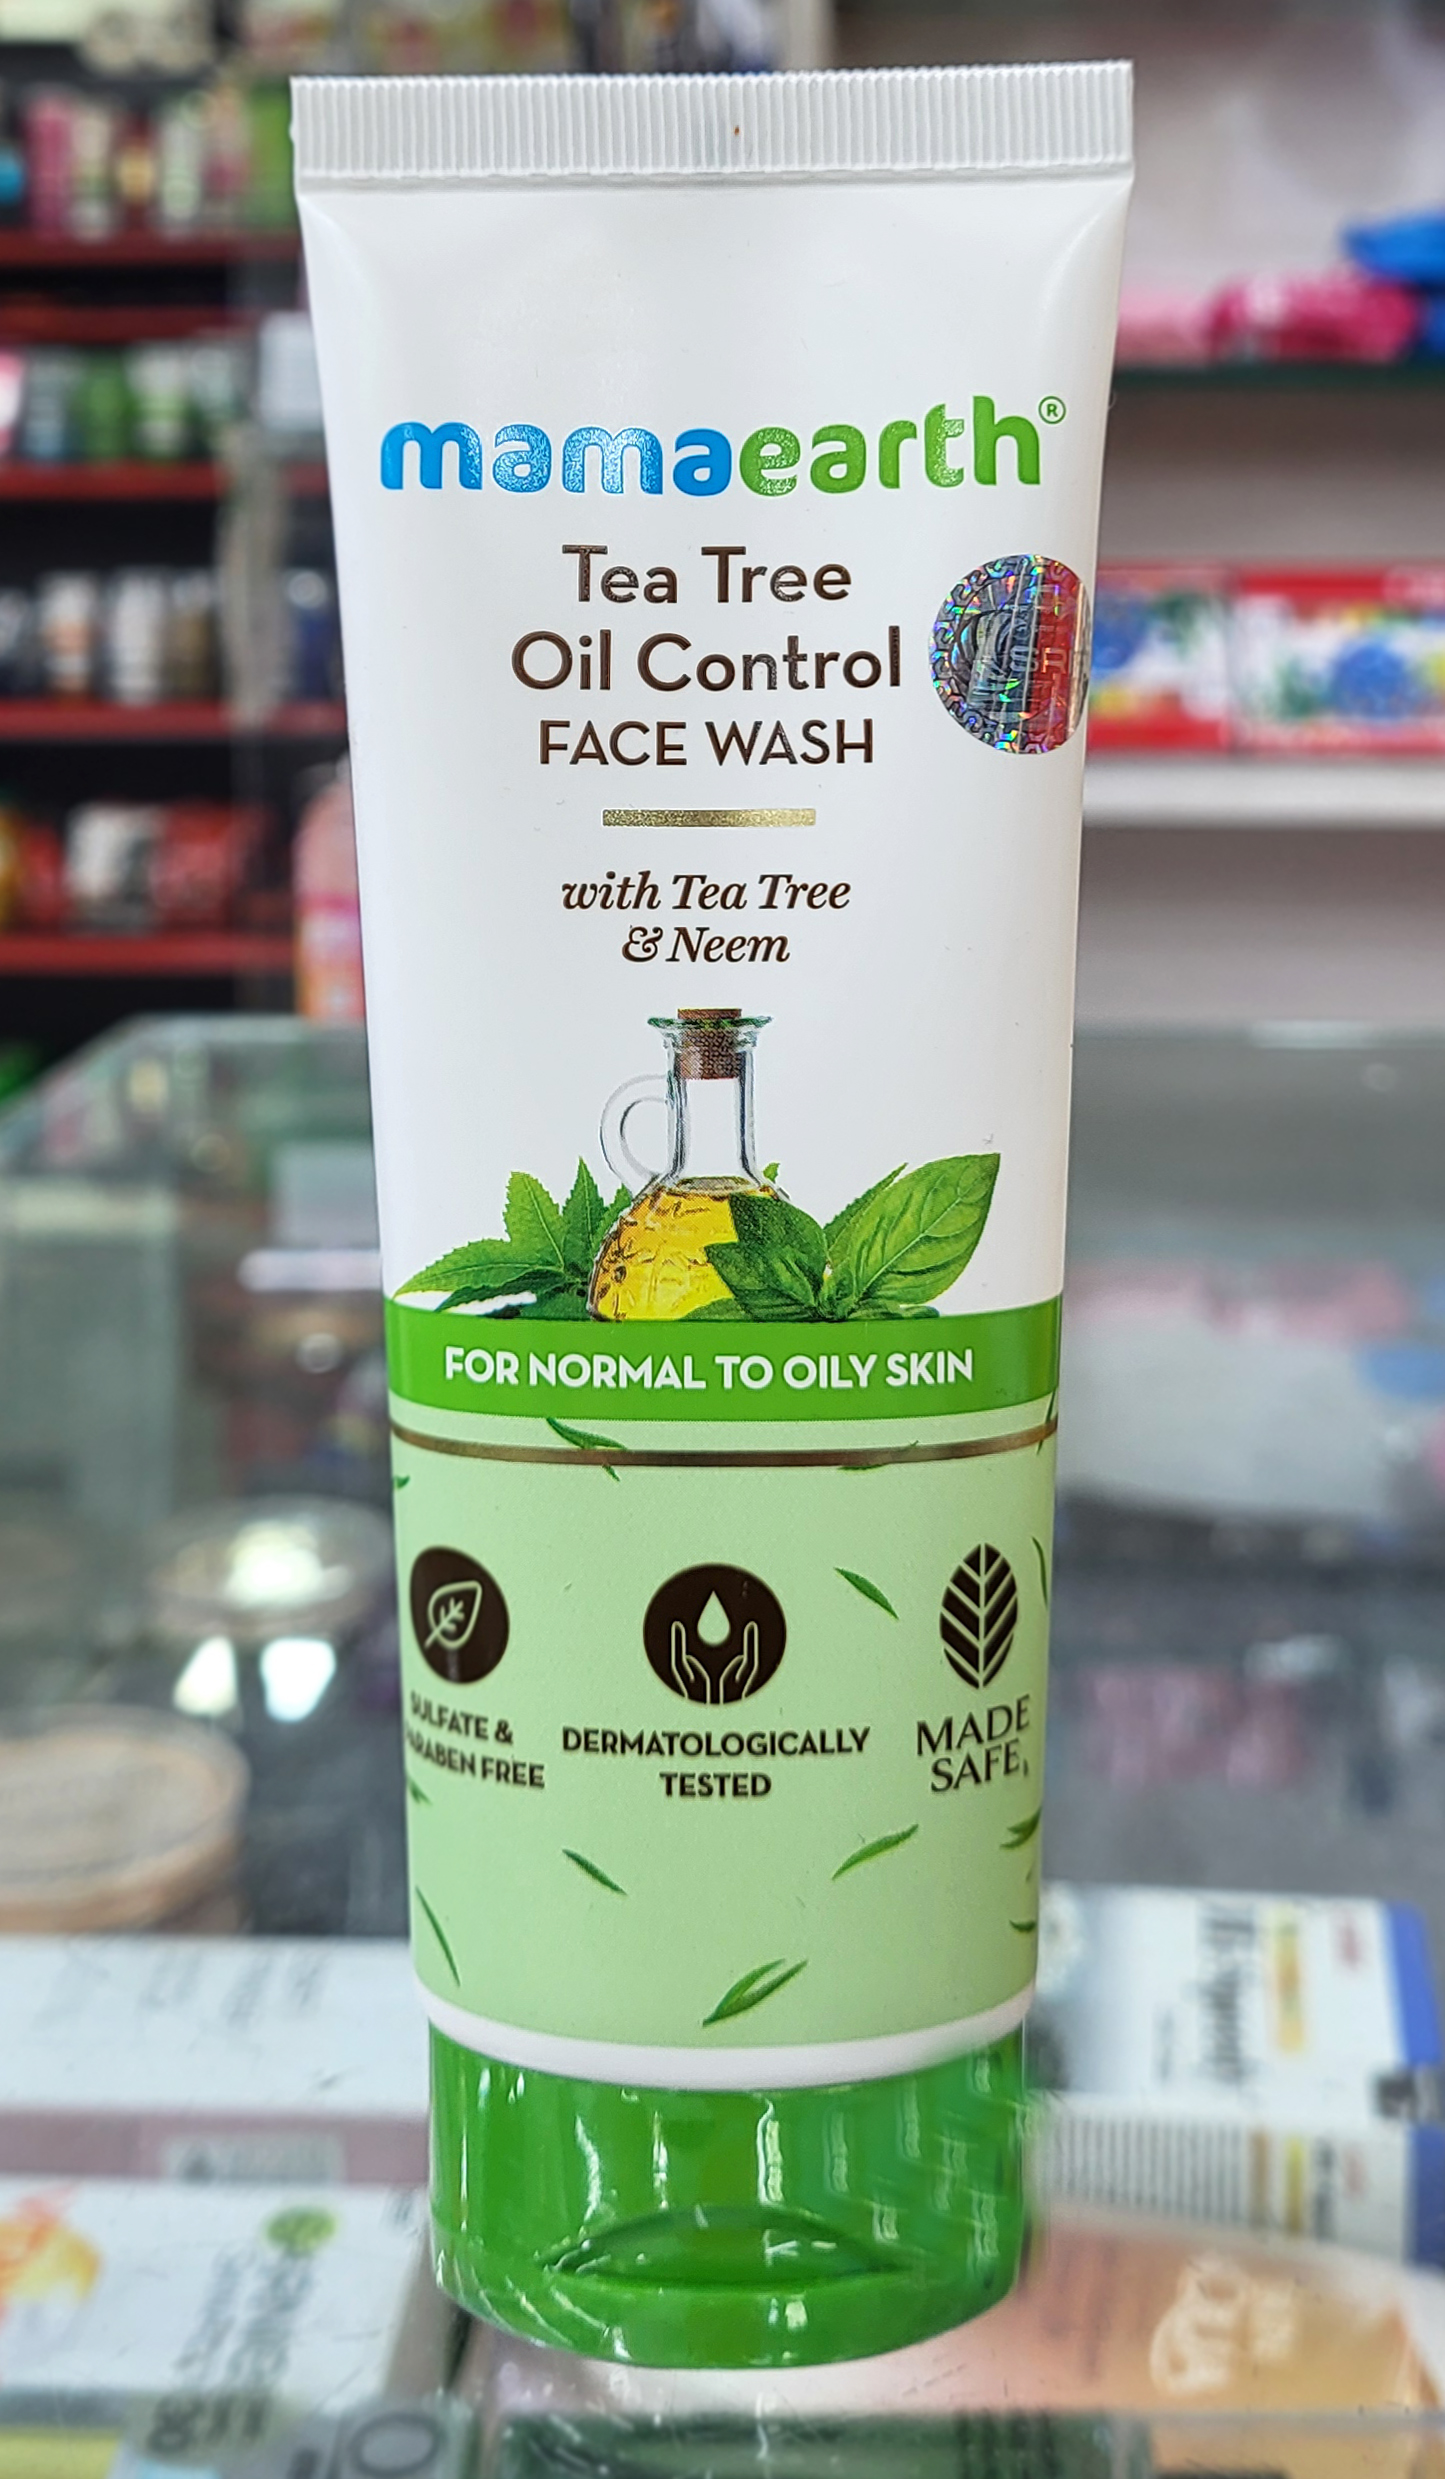 mamaearth®
Tea Tree
Oil Control
FACE WASH
with Tea Tree
& Neem
FOR NORMAL TO OILY SKIN
SULFATE &
PARABEN FREE
DERMATOLOGICALLY
TESTED
MADE
SAFE